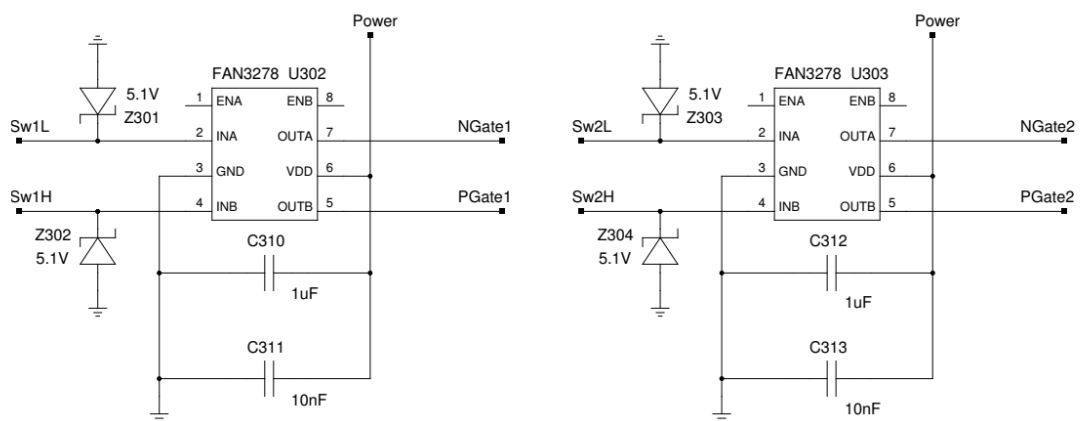 Power
FAN3278 U302
5.1V
Z301
1 ENA ENB 8
Sw1L 2 INA OUTA 7 NGate1
3 GND VDD 6
Sw1H 4 INB OUTB 5 PGate1
Z302
5.1V
C310
1uF
C311
10nF
Power
FAN3278 U303
5.1V
Z303
1 ENA ENB 8
Sw2L 2 INA OUTA 7 NGate2
3 GND VDD 6
Sw2H 4 INB OUTB 5 PGate2
Z304
5.1V
C312
1uF
C313
10nF